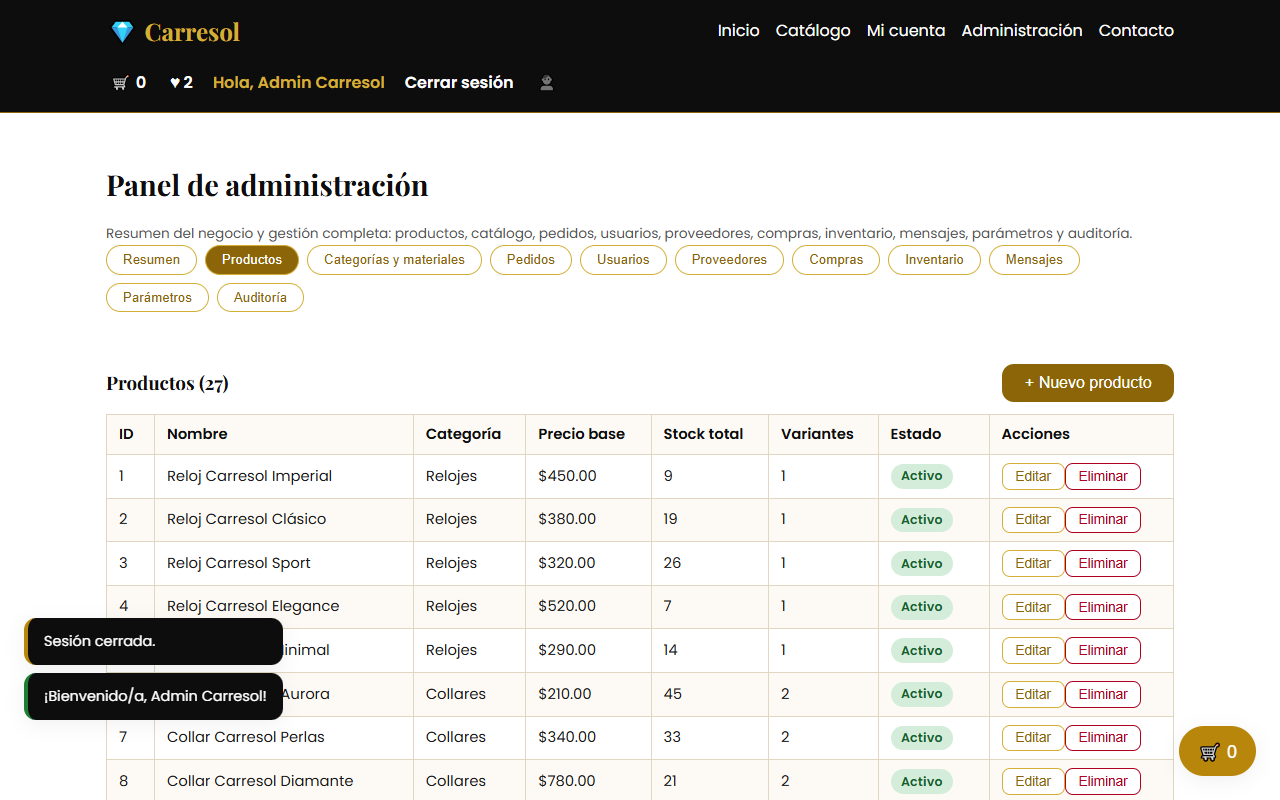 Carresol
Inicio Catálogo Mi cuenta Administración Contacto
0 2 Hola, Admin Carresol Cerrar sesión
Panel de administración
Resumen del negocio y gestión completa: productos, catálogo, pedidos, usuarios, proveedores, compras, inventario, mensajes, parámetros y auditoría.
Resumen Productos Categorías y materiales Pedidos Usuarios Proveedores Compras Inventario Mensajes
Parámetros Auditoría
Productos (27) + Nuevo producto
ID Nombre Categoría Precio base Stock total Variantes Estado Acciones
1 Reloj Carresol Imperial Relojes $450.00 9 1 Activo Editar Eliminar
2 Reloj Carresol Clásico Relojes $380.00 19 1 Activo Editar Eliminar
3 Reloj Carresol Sport Relojes $320.00 26 1 Activo Editar Eliminar
4 Reloj Carresol Elegance Relojes $520.00 7 1 Activo Editar Eliminar
Sesión cerrada.
Relojes $290.00 14 1 Activo Editar Eliminar
¡Bienvenido/a, Admin Carresol!
Aurora Collares $210.00 45 2 Activo Editar Eliminar
7 Collar Carresol Perlas Collares $340.00 33 2 Activo Editar Eliminar
8 Collar Carresol Diamante Collares $780.00 21 2 Activo Editar Eliminar
0